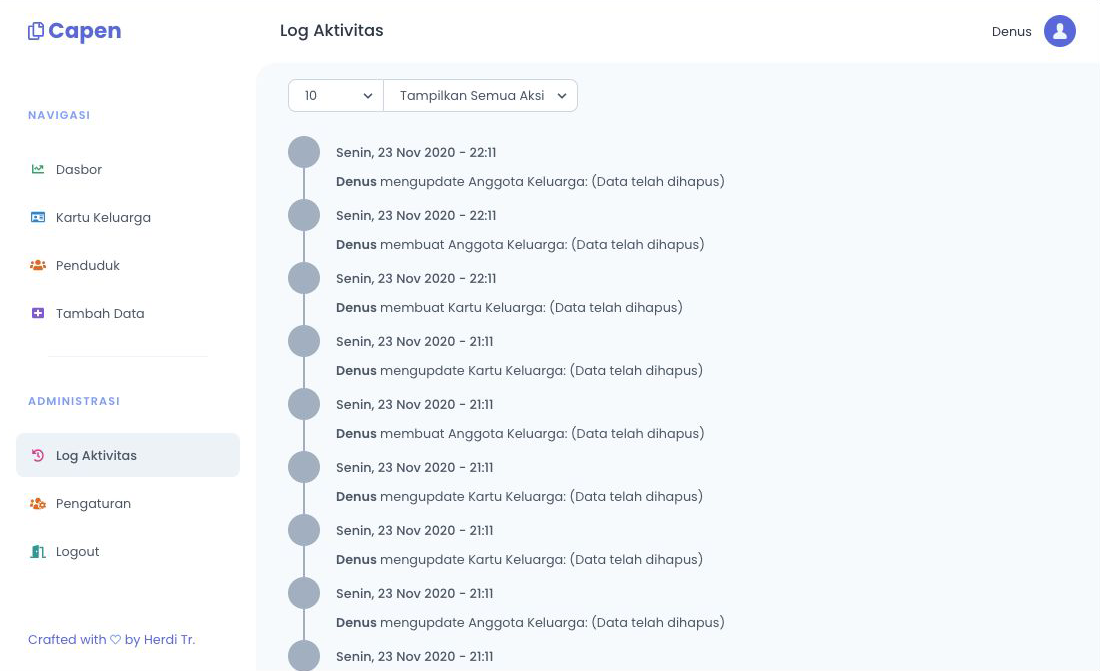 Capen
Log Aktivitas
Denus
NAVIGASI
Dasbor
Kartu Keluarga
Penduduk
Tambah Data
ADMINISTRASI
Log Aktivitas
Pengaturan
Logout
Crafted with ♡ by Herdi Tr.
10
Tampilkan Semua Aksi
Senin, 23 Nov 2020 - 22:11
Denus mengupdate Anggota Keluarga: (Data telah dihapus)
Senin, 23 Nov 2020 - 22:11
Denus membuat Anggota Keluarga: (Data telah dihapus)
Senin, 23 Nov 2020 - 22:11
Denus membuat Kartu Keluarga: (Data telah dihapus)
Senin, 23 Nov 2020 - 21:11
Denus mengupdate Kartu Keluarga: (Data telah dihapus)
Senin, 23 Nov 2020 - 21:11
Denus membuat Anggota Keluarga: (Data telah dihapus)
Senin, 23 Nov 2020 - 21:11
Denus mengupdate Kartu Keluarga: (Data telah dihapus)
Senin, 23 Nov 2020 - 21:11
Denus mengupdate Kartu Keluarga: (Data telah dihapus)
Senin, 23 Nov 2020 - 21:11
Denus mengupdate Anggota Keluarga: (Data telah dihapus)
Senin, 23 Nov 2020 - 21:11